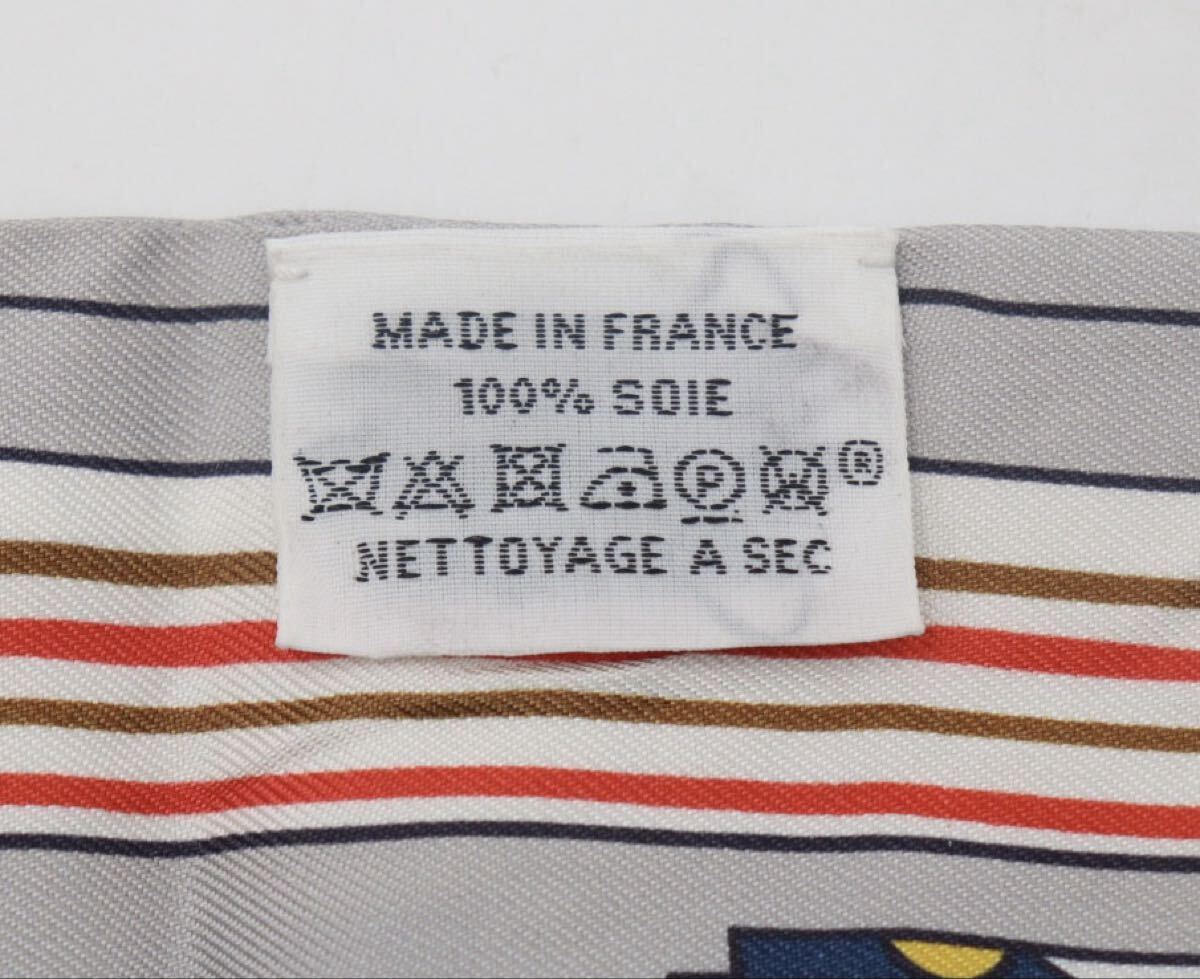 MADE IN FRANCE
100% SOIE
P W ®
NETTOYAGE A SEC